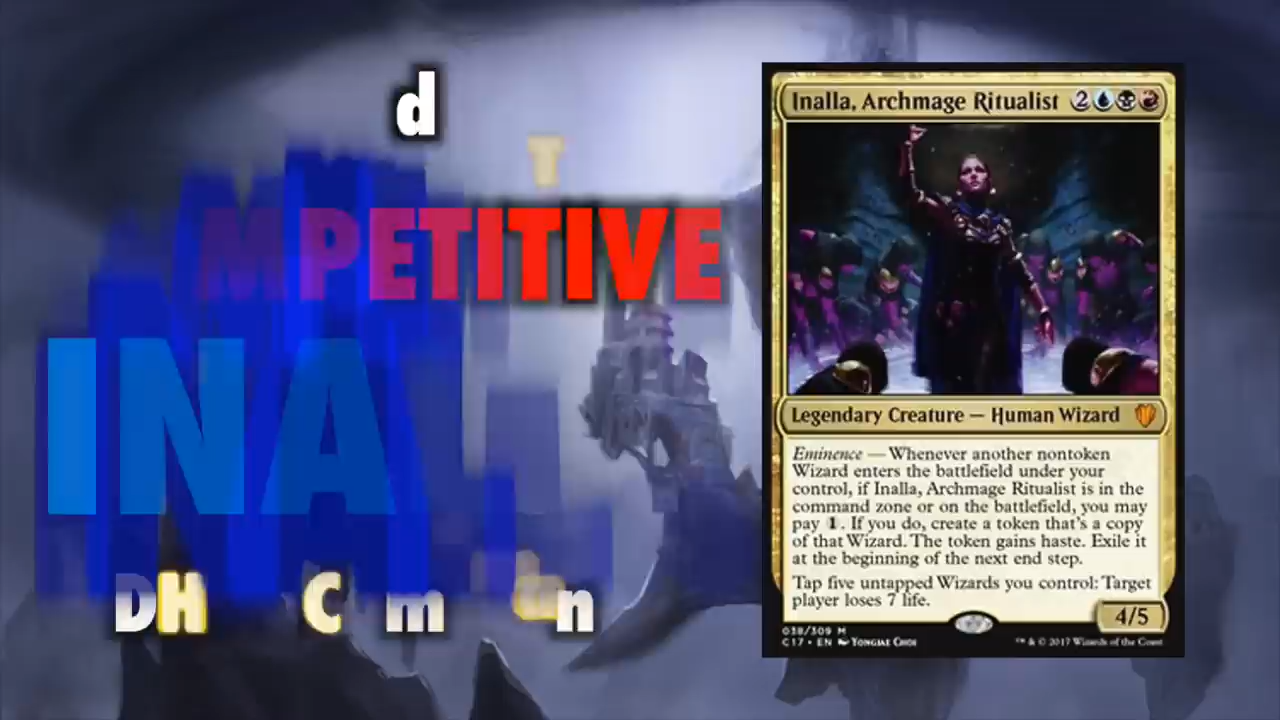 d
T
MPETITIVE
INA
DH C m n
Inalla, Archmage Ritualist 2
Legendary Creature — Human Wizard
Eminence — Whenever another nontoken
Wizard enters the battlefield under your
control, if Inalla, Archmage Ritualist is in the
command zone or on the battlefield, you may
pay 1. If you do, create a token that's a copy
of that Wizard. The token gains haste. Exile it
at the beginning of the next end step.
Tap five untapped Wizards you control: Target
player loses 7 life.
4/5
038/309 M
C17 • EN Yongjae Choi
™ & © 2017 Wizards of the Coast